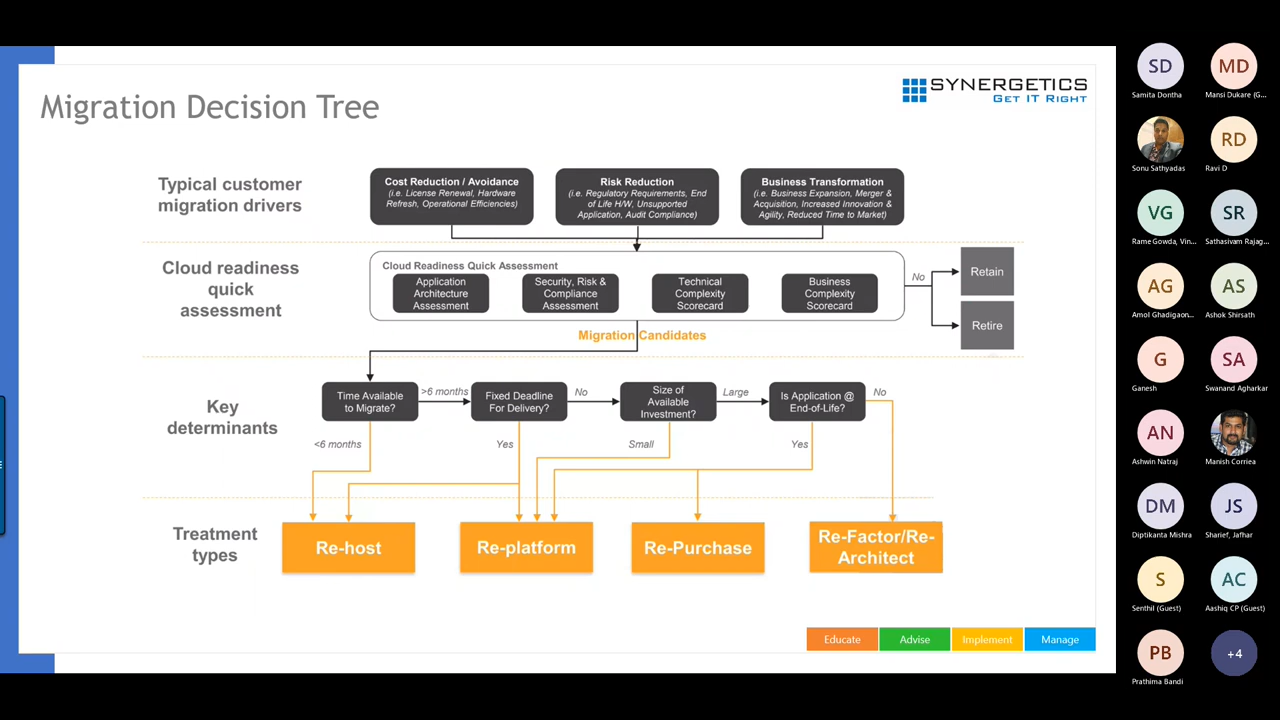 Migration Decision Tree
SYNERGETICS
GET IT RIGHT
Typical customer
migration drivers
Cost Reduction / Avoidance
(i.e. License Renewal, Hardware
Refresh, Operational Efficiencies)
Risk Reduction
(i.e. Regulatory Requirements, End
of Life H/W, Unsupported
Application, Audit Compliance)
Business Transformation
(i.e. Business Expansion, Merger &
Acquisition, Increased Innovation &
Agility, Reduced Time to Market)
Cloud readiness
quick
assessment
Cloud Readiness Quick Assessment
Application
Architecture
Assessment
Security, Risk &
Compliance
Assessment
Technical
Complexity
Scorecard
Business
Complexity
Scorecard
No
Retain
Retire
Migration Candidates
Key
determinants
Time Available
to Migrate?
>6 months
Fixed Deadline
For Delivery?
No
Size of
Available
Investment?
Large
Is Application @
End-of-Life?
No
<6 months
Yes
Small
Yes
Treatment
types
Re-host
Re-platform
Re-Purchase
Re-Factor/Re-
Architect
Educate
Advise
Implement
Manage
SD
Samita Dontha
MD
Mansi Dukare (G...
Sonu Sathyadas
RD
Ravi D
VG
Rame Gowda, Vin...
SR
Sathasivam Rajag...
AG
Amol Ghadigaon...
AS
Ashok Shirsath
G
Ganesh
SA
Swanand Agharkar
AN
Ashwin Natraj
Manish Corriea
DM
Diptikanta Mishra
JS
Sharief, Jafhar
S
Senthil (Guest)
AC
Aashiq CP (Guest)
PB
Prathima Bandi
+4